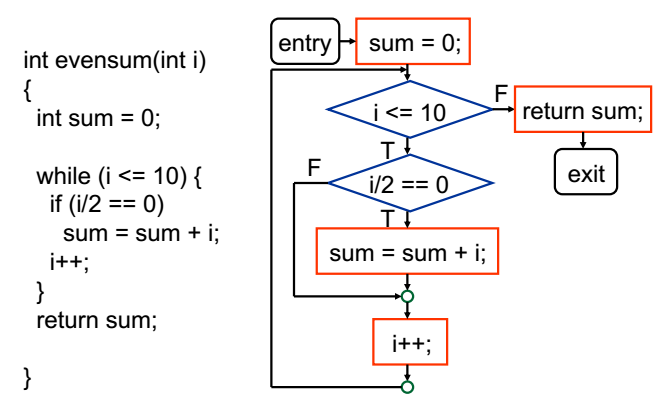 int evensum(int i)
{
int sum = 0;
while (i <= 10) {
if (i/2 == 0)
sum = sum + i;
i++;
}
return sum;
}
entry
sum = 0;
i <= 10
F
return sum;
T
exit
F
i/2 == 0
T
sum = sum + i;
i++;